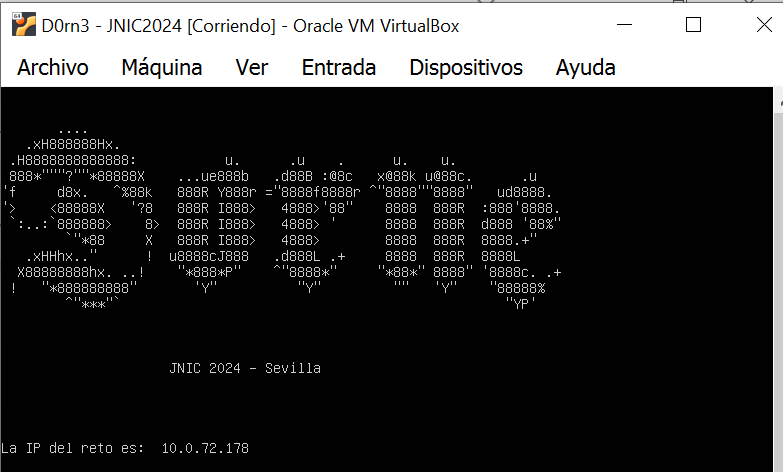 D0rn3 - JNIC2024 [Corriendo] - Oracle VM VirtualBox
Archivo Máquina Ver Entrada Dispositivos Ayuda
JNIC 2024 - Sevilla
La IP del reto es: 10.0.72.178